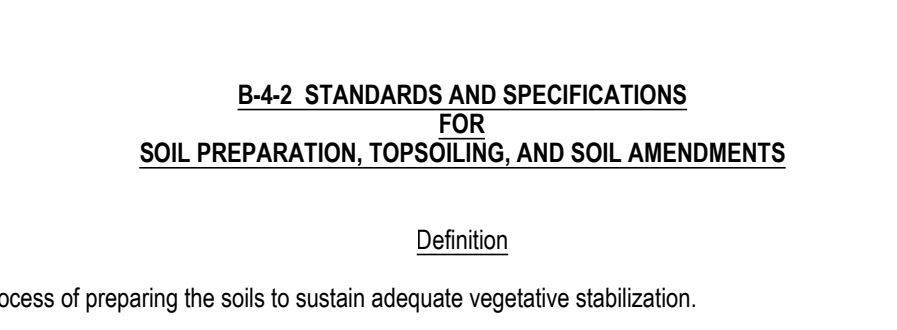 B-4-2 STANDARDS AND SPECIFICATIONS
FOR
SOIL PREPARATION, TOPSOILING, AND SOIL AMENDMENTS
Definition
ocess of preparing the soils to sustain adequate vegetative stabilization.